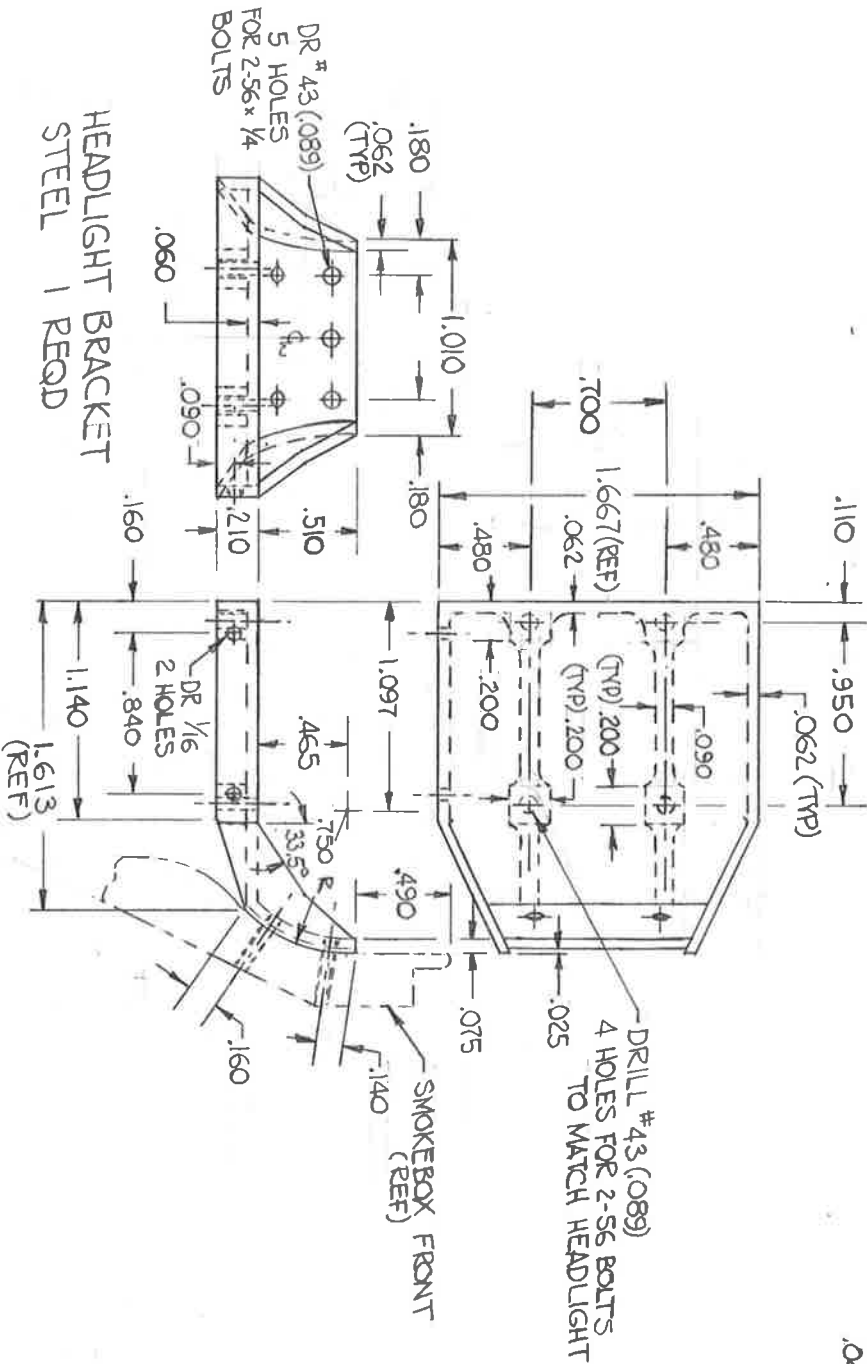 .0
.110
.950
.480
.480
.700
1.667 (REF)
.062
.062 (TYP)
.090
(TYP) .200
(TYP) .200
.200
.025
.075
DRILL #43 (.089)
4 HOLES FOR 2-56 BOLTS
TO MATCH HEADLIGHT
.180
1.010
.180
.062
(TYP)
DR #43 (.089)
5 HOLES
FOR 2-56 x 1/4
BOLTS
℄
.060
.090
.210
.510
.160
1.097
.465
DR 1/16
2 HOLES
.840
1.140
1.613
(REF)
.750 R
33.5°
.490
.140
.160
SMOKEBOX FRONT
(REF)
HEADLIGHT BRACKET
STEEL 1 REQD